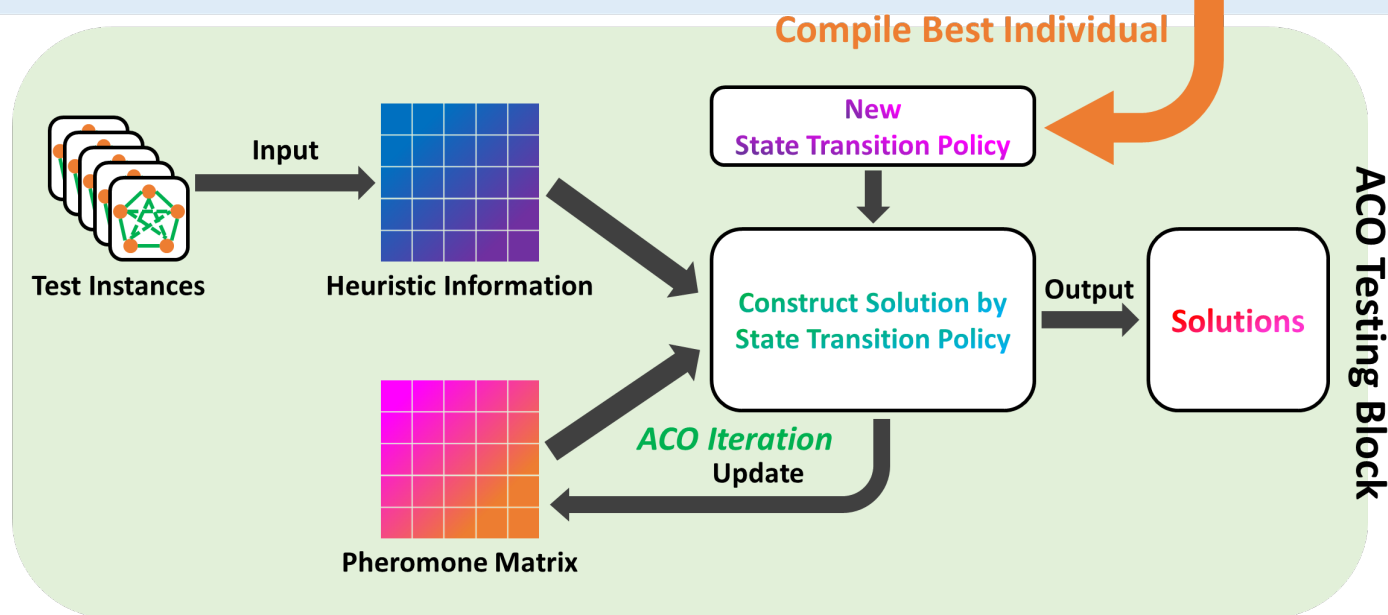 Compile Best Individual
New
State Transition Policy
Input
Test Instances
Heuristic Information
Construct Solution by
State Transition Policy
Output
Solutions
ACO Iteration
Update
Pheromone Matrix
ACO Testing Block